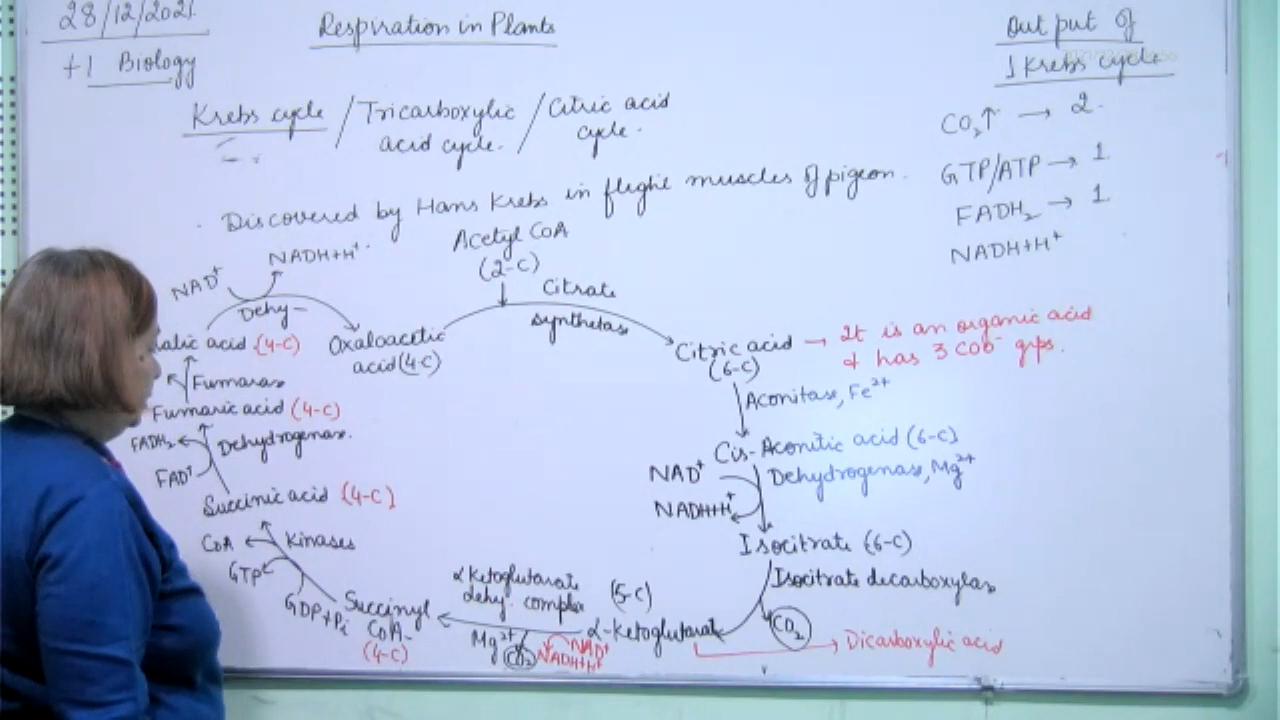 28/12/2021
+1 Biology
Respiration in Plants
Output of
1 Krebs cycle
CO₂↑ → 2
GTP/ATP → 1
FADH₂ → 1
NADH+H⁺
Krebs cycle / Tricarboxylic acid cycle. / Citric acid cycle.
Discovered by Hans Krebs in flight muscles of pigeon.
Acetyl CoA
(2-C)
NAD⁺
NADH+H⁺
Dehy-
Citrate
Synthetase
alic acid (4-C)
Oxaloacetic
acid (4-C)
Citric acid
(6-C)
→ It is an organic acid
& has 3 COO⁻ grps.
Fumarase
Aconitase, Fe²⁺
Fumaric acid (4-C)
FADH₂
Dehydrogenase.
FAD⁺
Cis-Aconitic acid (6-C)
NAD⁺
Dehydrogenase, Mg²⁺
NADH+H⁺
Succinic acid (4-C)
Isocitrate (6-C)
CoA
Kinases
GTP
GDP+Pi
Isocitrate decarboxylase
CO₂
Succinyl
CoA-
(4-C)
α Ketoglutarate
dehy. complex
Mg²⁺
CO₂
NAD⁺
NADH+H⁺
(5-C)
α-Ketoglutarate
→ Dicarboxylic acid